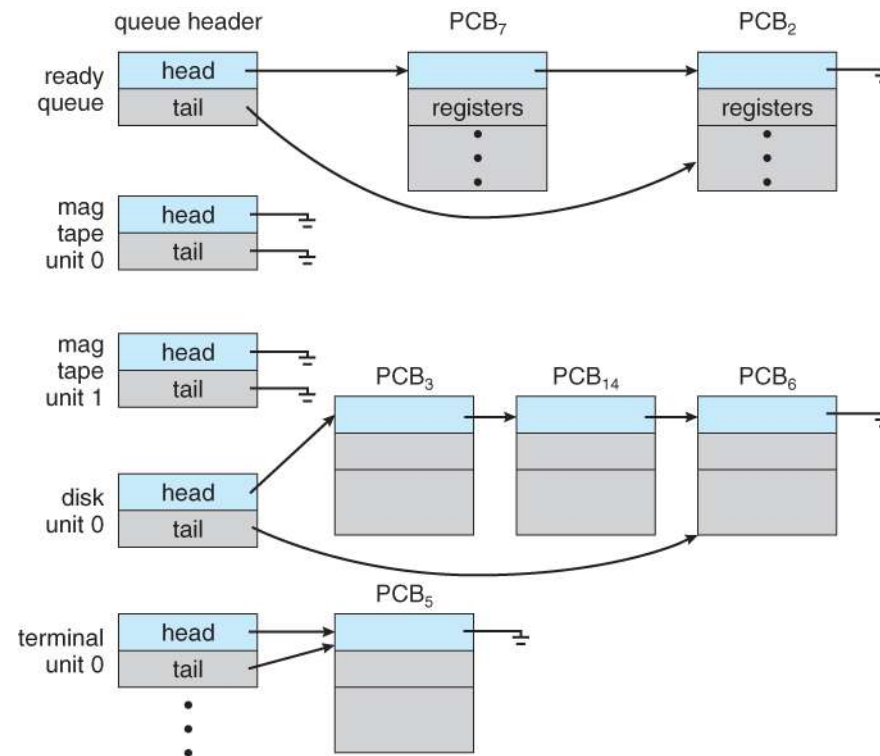 queue header
PCB₇
PCB₂
ready
queue
head
tail
registers
registers
mag
tape
unit 0
head
tail
mag
tape
unit 1
head
tail
PCB₃
PCB₁₄
PCB₆
disk
unit 0
head
tail
PCB₅
terminal
unit 0
head
tail